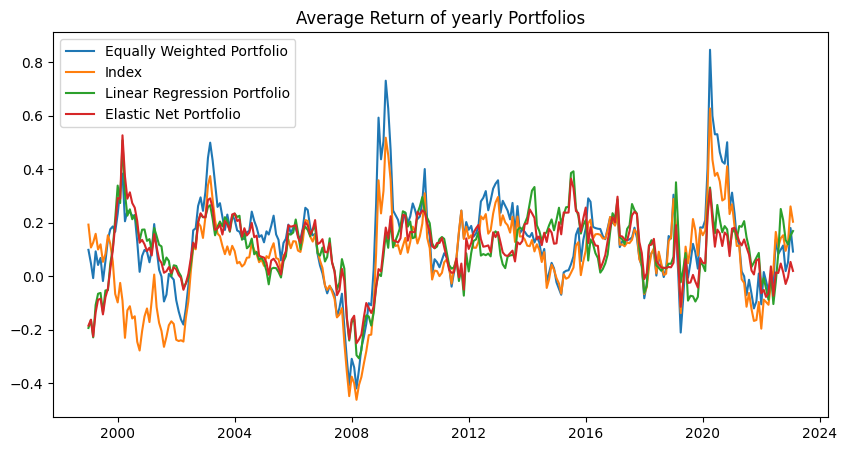 Average Return of yearly Portfolios
Equally Weighted Portfolio
Index
Linear Regression Portfolio
Elastic Net Portfolio
0.8
0.6
0.4
0.2
0.0
−0.2
−0.4
2000 2004 2008 2012 2016 2020 2024